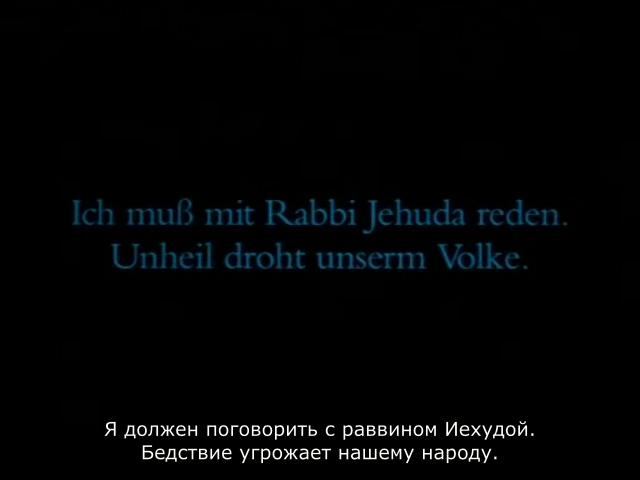 Ich muß mit Rabbi Jehuda reden.
Unheil droht unserm Volke.
Я должен поговорить с раввином Иехудой.
Бедствие угрожает нашему народу.